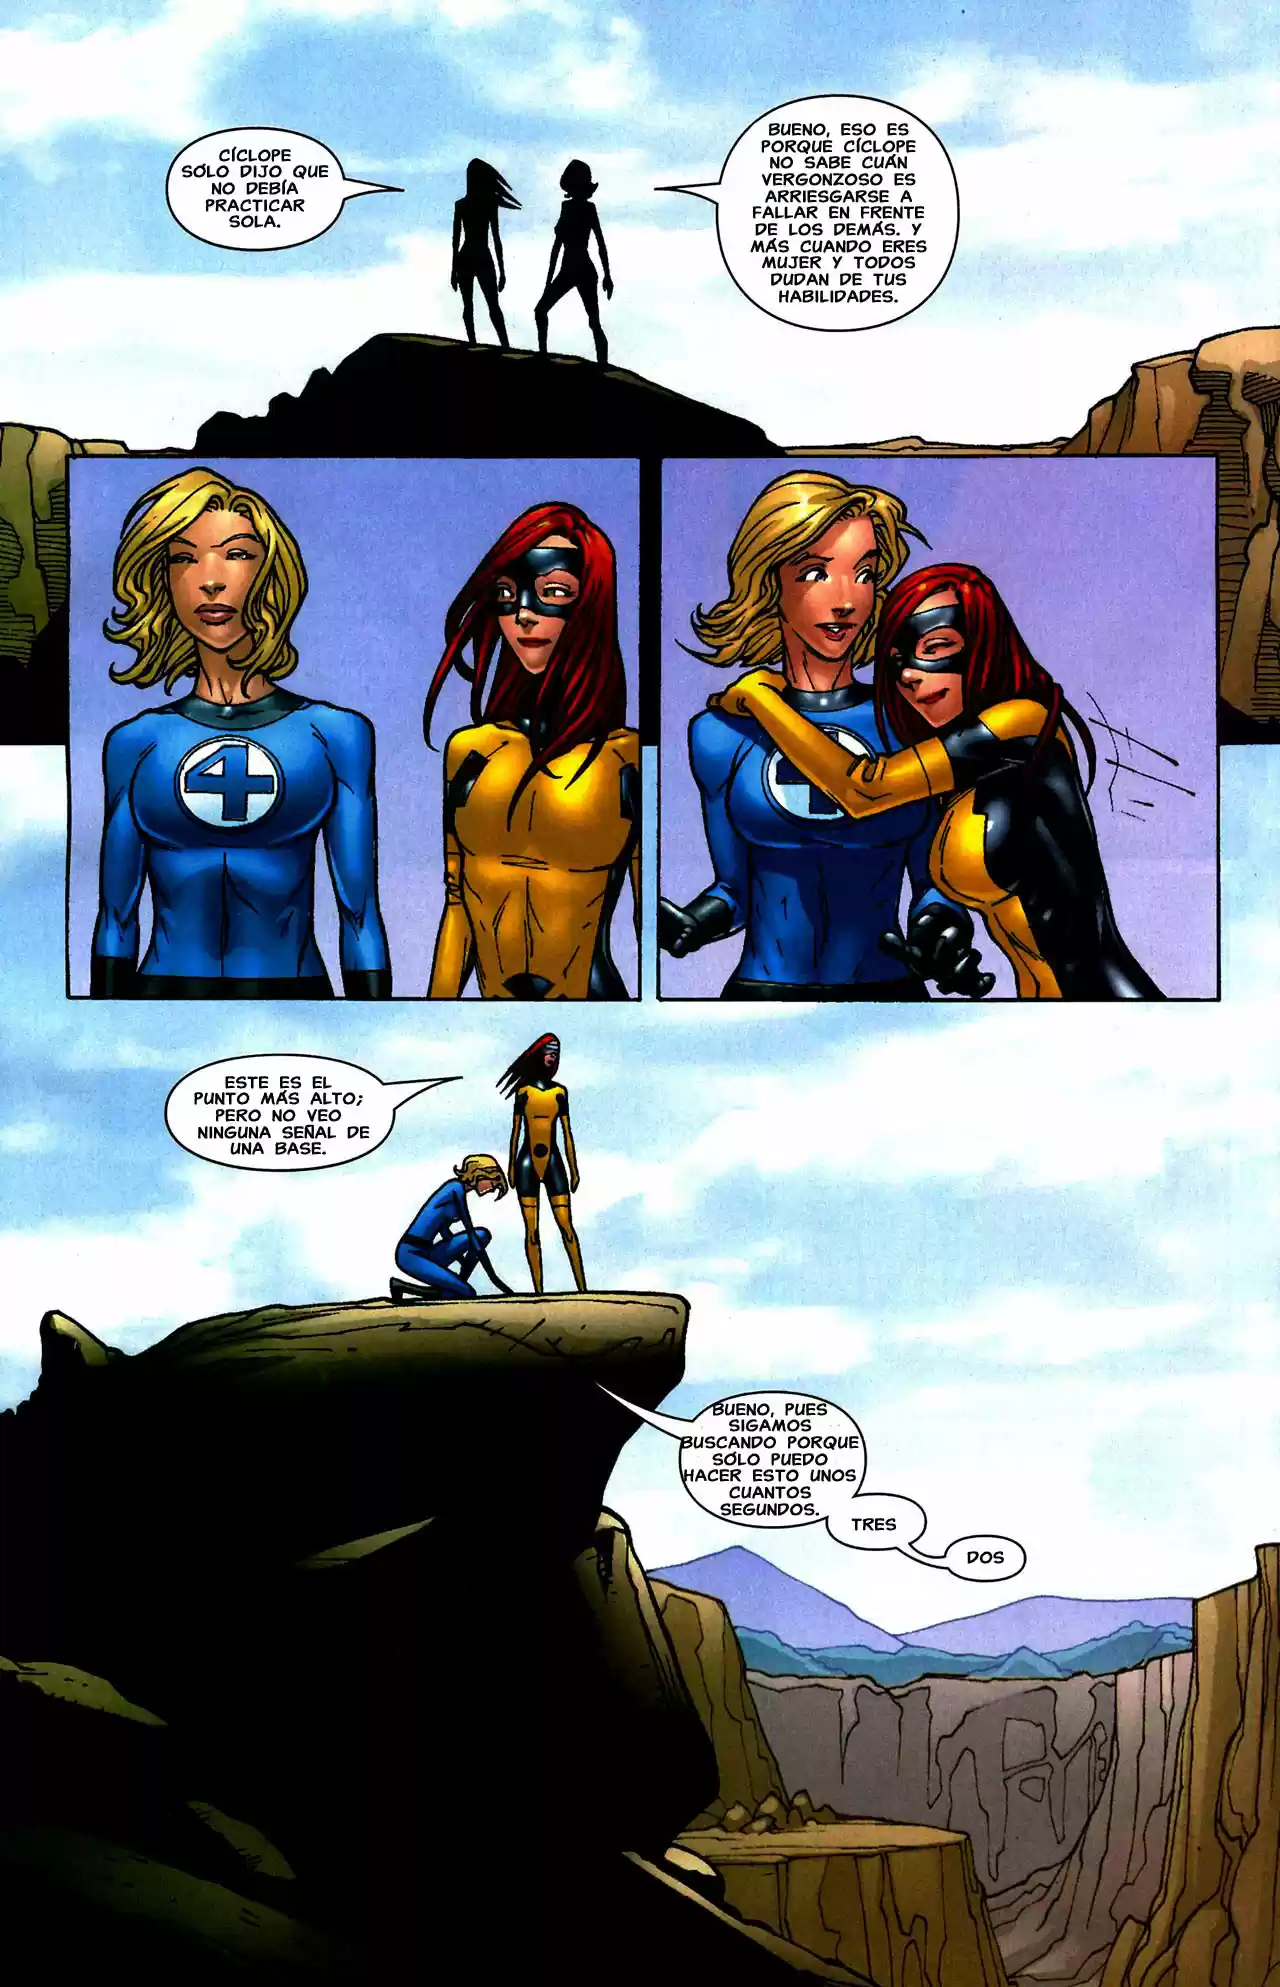 CÍCLOPE
SÓLO DIJO QUE
NO DEBÍA
PRACTICAR
SOLA.
BUENO, ESO ES
PORQUE CÍCLOPE
NO SABE CUÁN
VERGONZOSO ES
ARRIESGARSE A
FALLAR EN FRENTE
DE LOS DEMÁS. Y
MÁS CUANDO ERES
MUJER Y TODOS
DUDAN DE TUS
HABILIDADES.
4
ESTE ES EL
PUNTO MÁS ALTO;
PERO NO VEO
NINGUNA SEÑAL DE
UNA BASE.
BUENO, PUES
SIGAMOS
BUSCANDO PORQUE
SÓLO PUEDO
HACER ESTO UNOS
CUANTOS
SEGUNDOS.
TRES
DOS